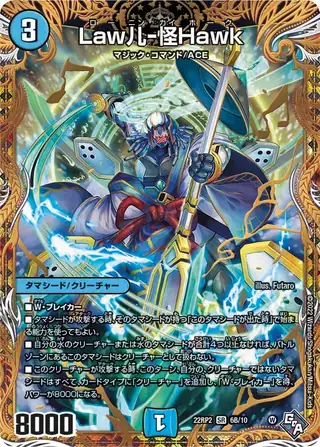 ローニンカイホウ
3
Law儿-怪Hawk
マジック・コマンド/ACE
タマシード/クリーチャー
Illus. Futaro
■W・ブレイカー
■タマシードが攻撃する時、そのタマシードが持つ「このタマシードが出た時」で始まる能力を使ってもよい。
■自分の水のクリーチャーまたは水のタマシードが合計4つ以上なければ、バトルゾーンにあるこのタマシードはクリーチャーとして扱わない。
■このクリーチャーが攻撃する時、このターン、自分の、クリーチャーではないタマシードはすべて、カードタイプに「クリーチャー」を追加し、「W・ブレイカー」を得、パワーが8000になる。
8000
1
22RP2 SR 6B/10